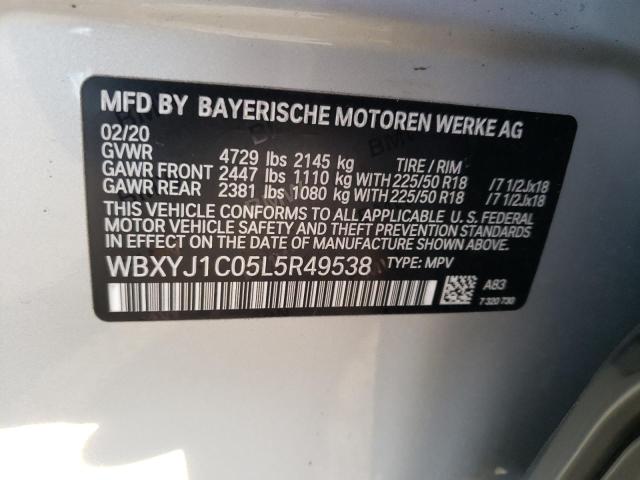 MFD BY BAYERISCHE MOTOREN WERKE AG
02/20
GVWR 4729 lbs 2145 kg TIRE / RIM
GAWR FRONT 2447 lbs 1110 kg WITH 225/50 R18 /7 1/2Jx18
GAWR REAR 2381 lbs 1080 kg WITH 225/50 R18 /7 1/2Jx18
THIS VEHICLE CONFORMS TO ALL APPLICABLE U. S. FEDERAL
MOTOR VEHICLE SAFETY AND THEFT PREVENTION
STANDARDS IN EFFECT ON THE DATE OF MANUFACTURE
WBXYJ1C05L5R49538 TYPE: MPV
A83
7 320 730